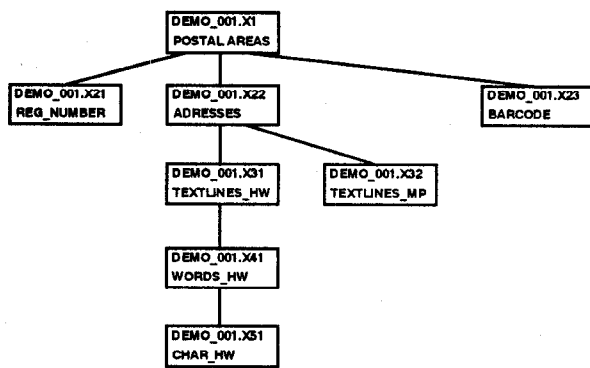 DEMO_001.X1
POSTAL AREAS
DEMO_001.X21
REG_NUMBER
DEMO_001.X22
ADRESSES
DEMO_001.X23
BARCODE
DEMO_001.X31
TEXTLINES_HW
DEMO_001.X32
TEXTLINES_MP
DEMO_001.X41
WORDS_HW
DEMO_001.X51
CHAR_HW